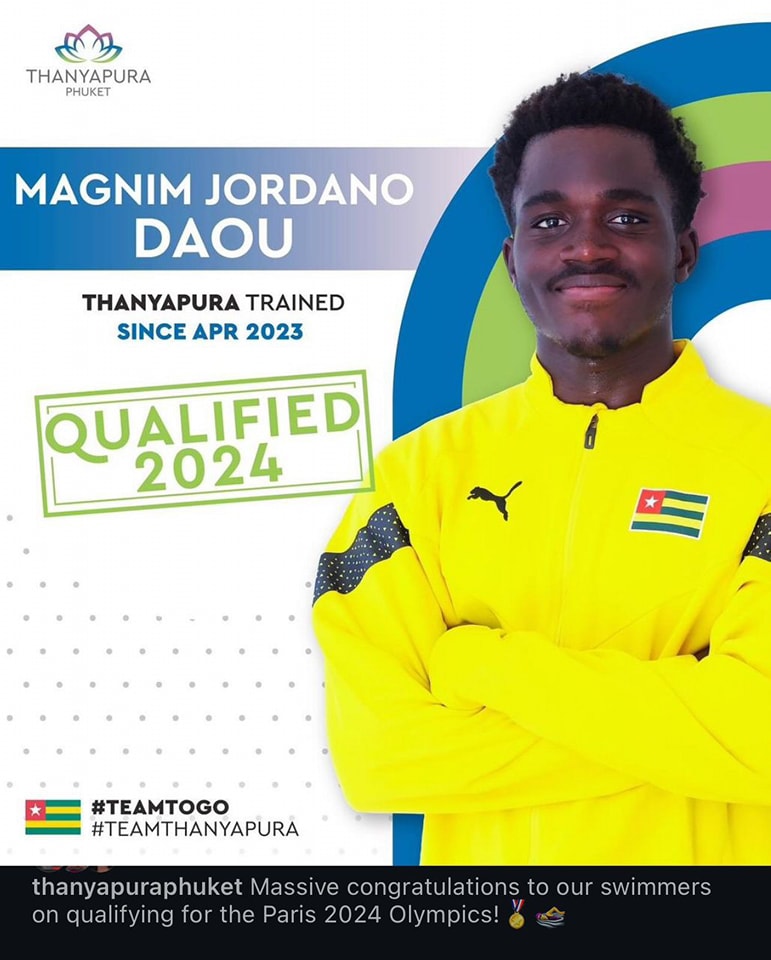 THANYAPURA
PHUKET
MAGNIM JORDANO
DAOU
THANYAPURA TRAINED
SINCE APR 2023
QUALIFIED
2024
#TEAMTOGO
#TEAMTHANYAPURA
thanyapuraphuket Massive congratulations to our swimmers
on qualifying for the Paris 2024 Olympics! 🏅 👟